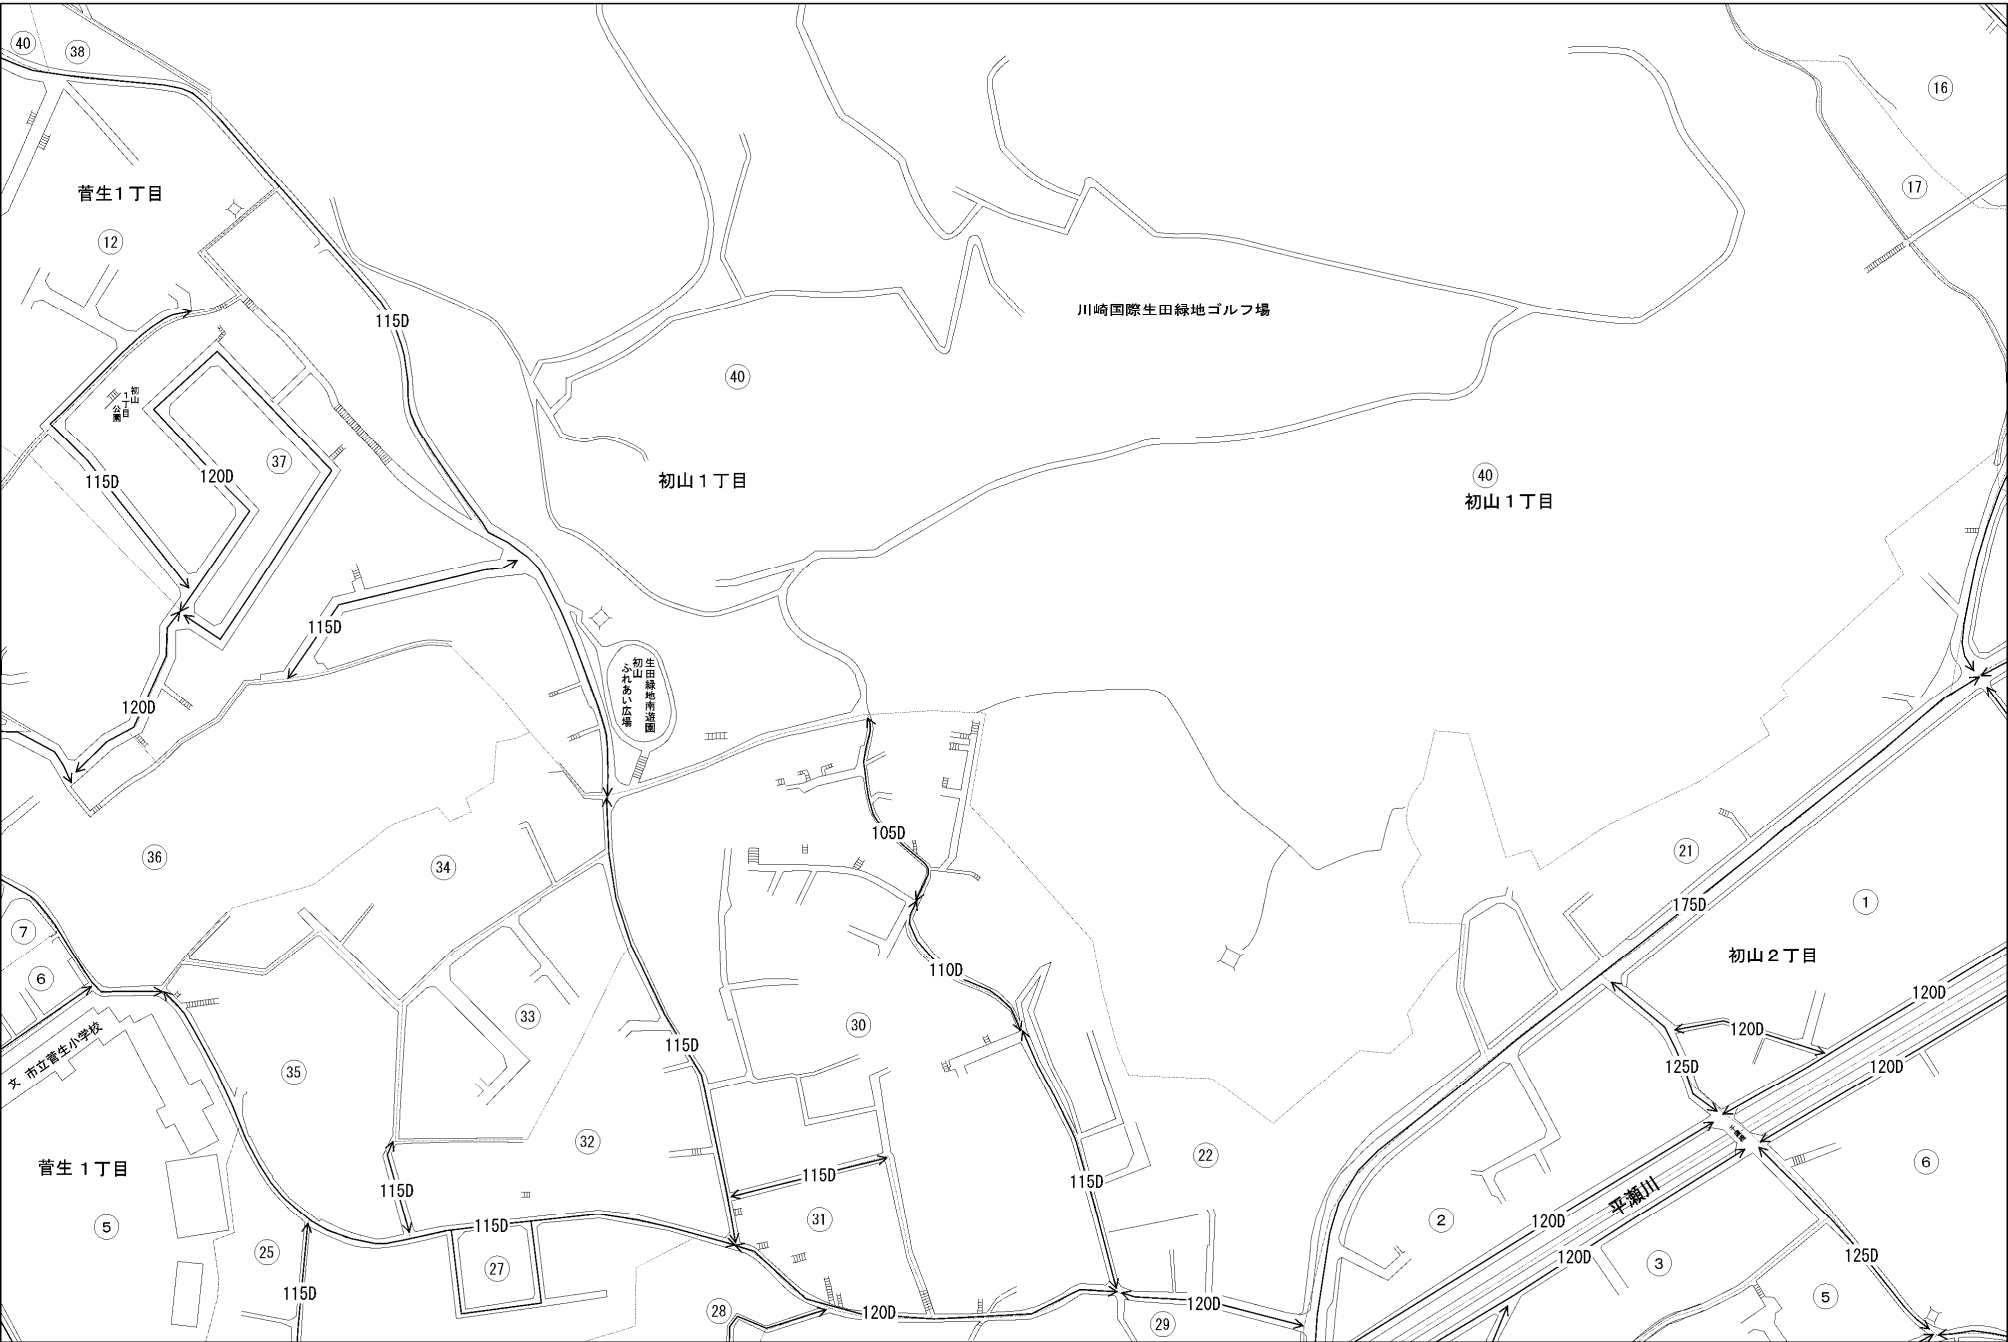 40
38
16
17
菅生1丁目
12
115D
川崎国際生田緑地ゴルフ場
40
初山
1丁目
公園
37
115D
120D
初山1丁目
40
初山1丁目
115D
生田緑地南遊園
初山
ふれあい広場
120D
105D
36
34
21
175D
1
7
6
110D
初山2丁目
120D
33
30
120D
文 市立菅生小学校
115D
35
125D
120D
32
22
6
菅生1丁目
115D
115D
115D
平瀬川
5
115D
31
2
120D
125D
25
27
120D
3
115D
28
120D
120D
29
5